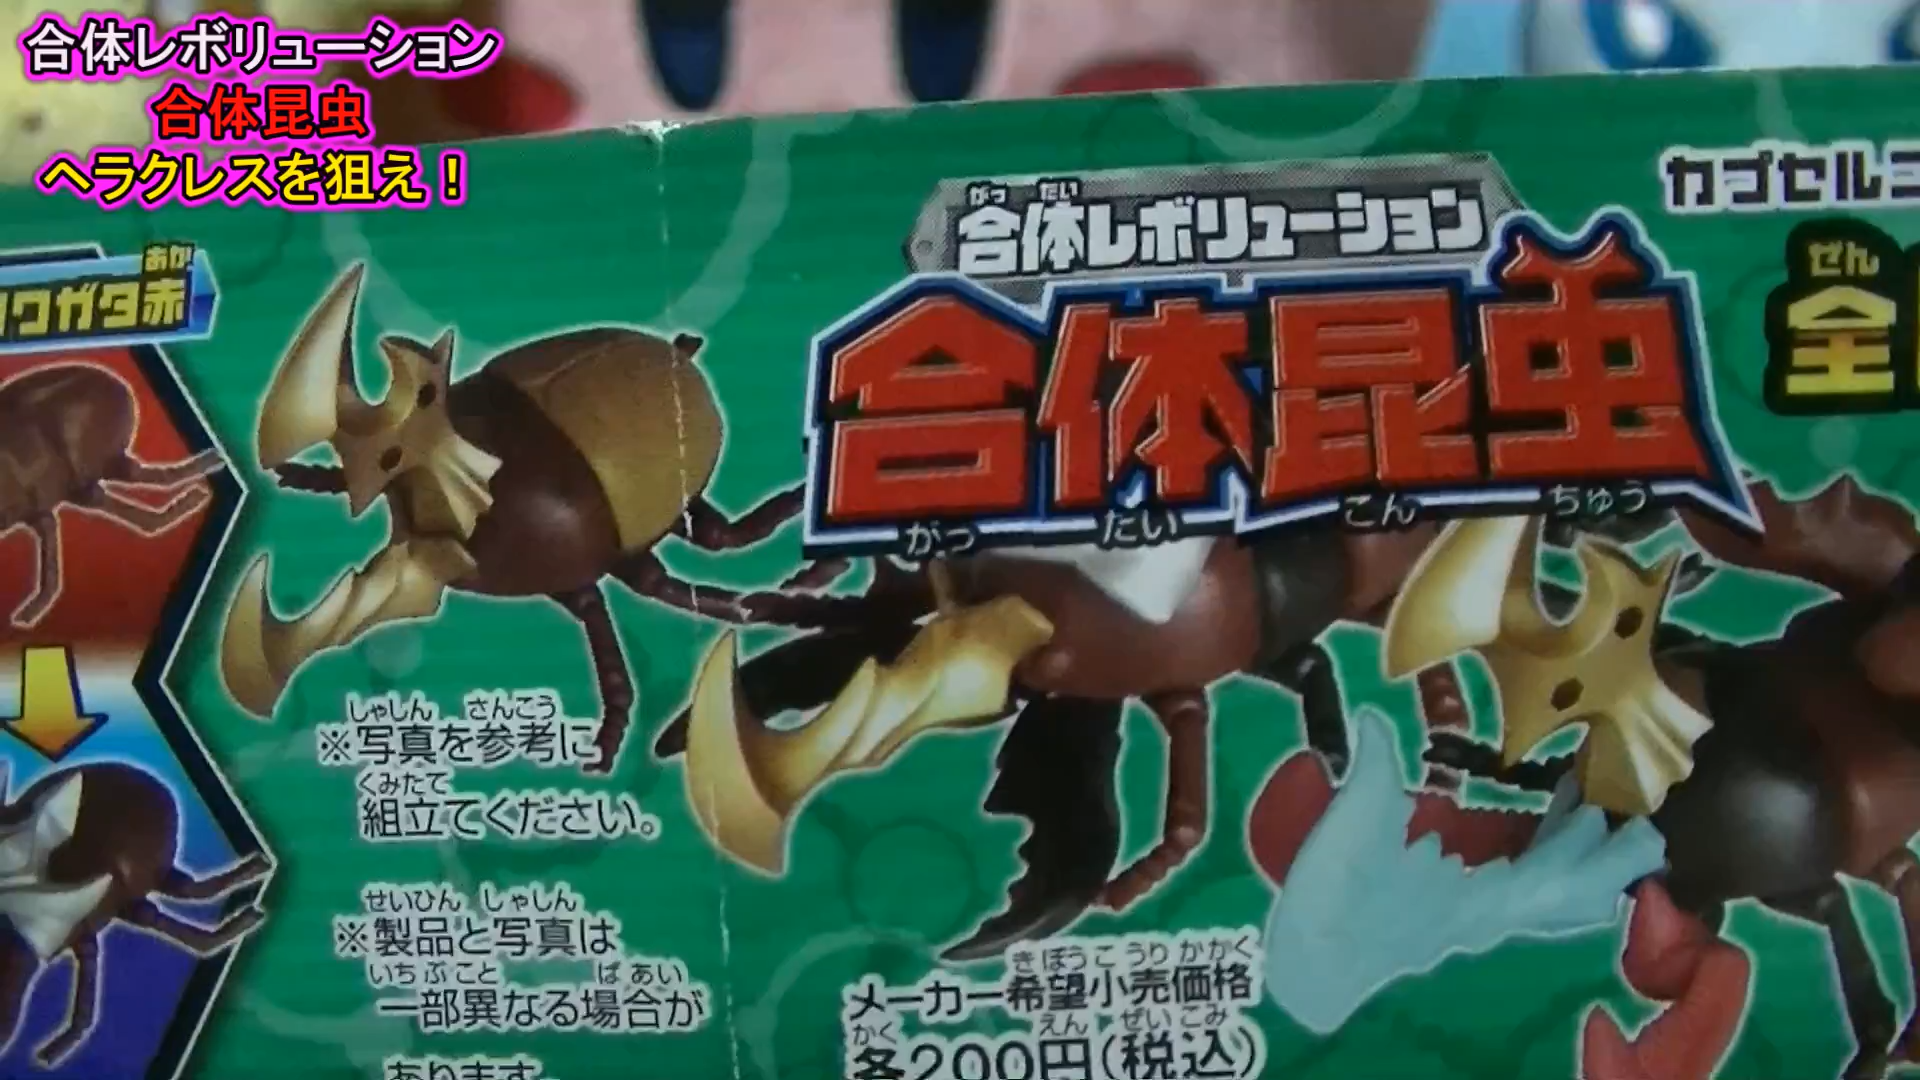 合体レボリューション
合体昆虫
ヘラクレスを狙え！
カプセル
がっ たい
合体レボリューション
合体昆虫
がっ たい こん ちゅう
ぜん
全
あか
ワガタ赤
しゃしん さんこう
※写真を参考に
くみたて
組立てください。
せいひん しゃしん
※製品と写真は
いちぶこと ばあい
一部異なる場合が
あります。
きぼうこうりかかく
メーカー希望小売価格
かく えん ぜいこみ
各200円(税込)